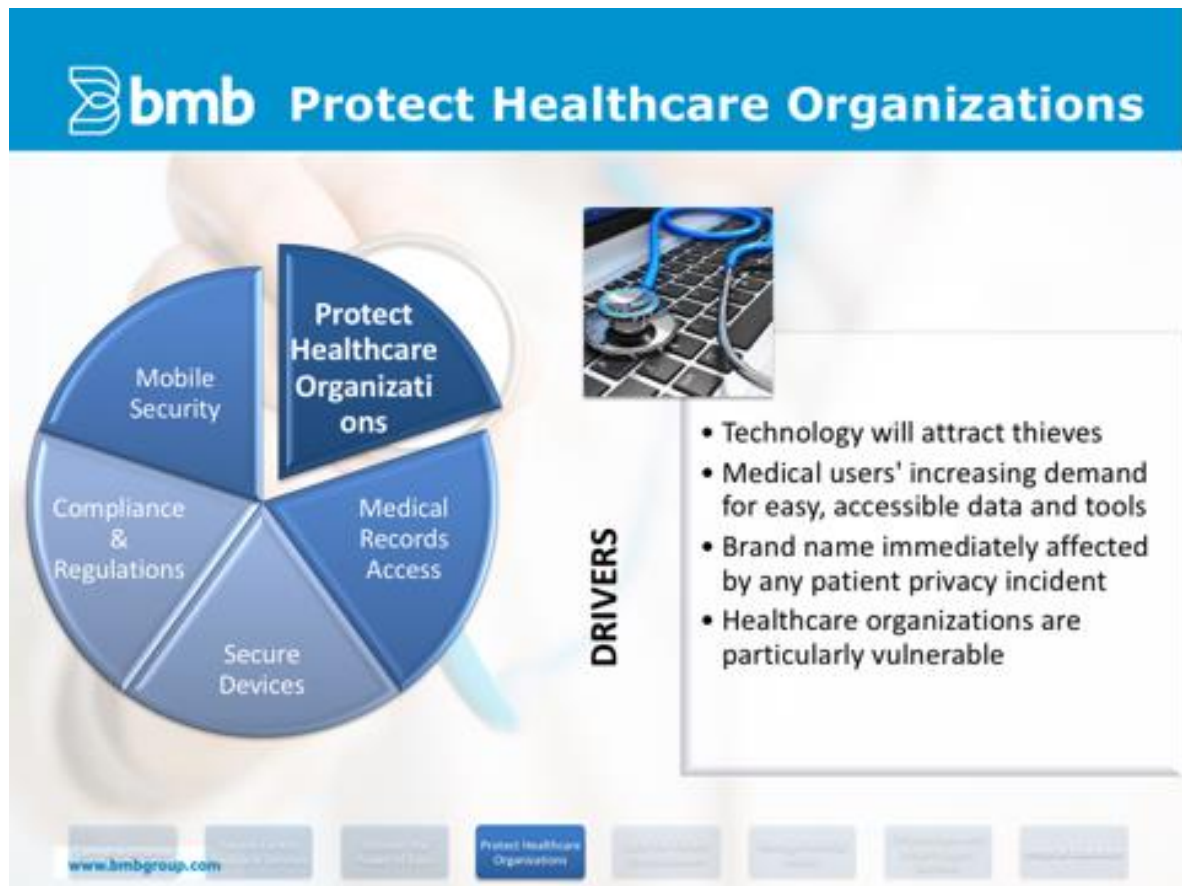 bmb Protect Healthcare Organizations
Protect
Healthcare
Organizati
ons
Mobile
Security
Compliance
&
Regulations
Medical
Records
Access
Secure
Devices
DRIVERS
• Technology will attract thieves
• Medical users' increasing demand
for easy, accessible data and tools
• Brand name immediately affected
by any patient privacy incident
• Healthcare organizations are
particularly vulnerable
Protect Healthcare
Organizations
www.bmbgroup.com